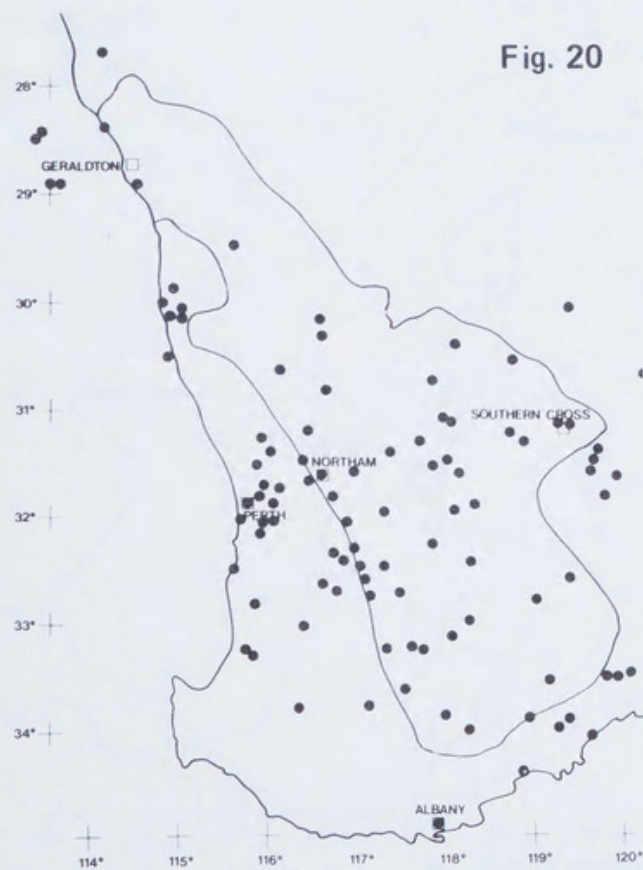 Fig. 20
28°
GERALDTON
29°
30°
31°
SOUTHERN CROSS
NORTHAM
32°
PERTH
33°
34°
ALBANY
114° 115° 116° 117° 118° 119° 120°